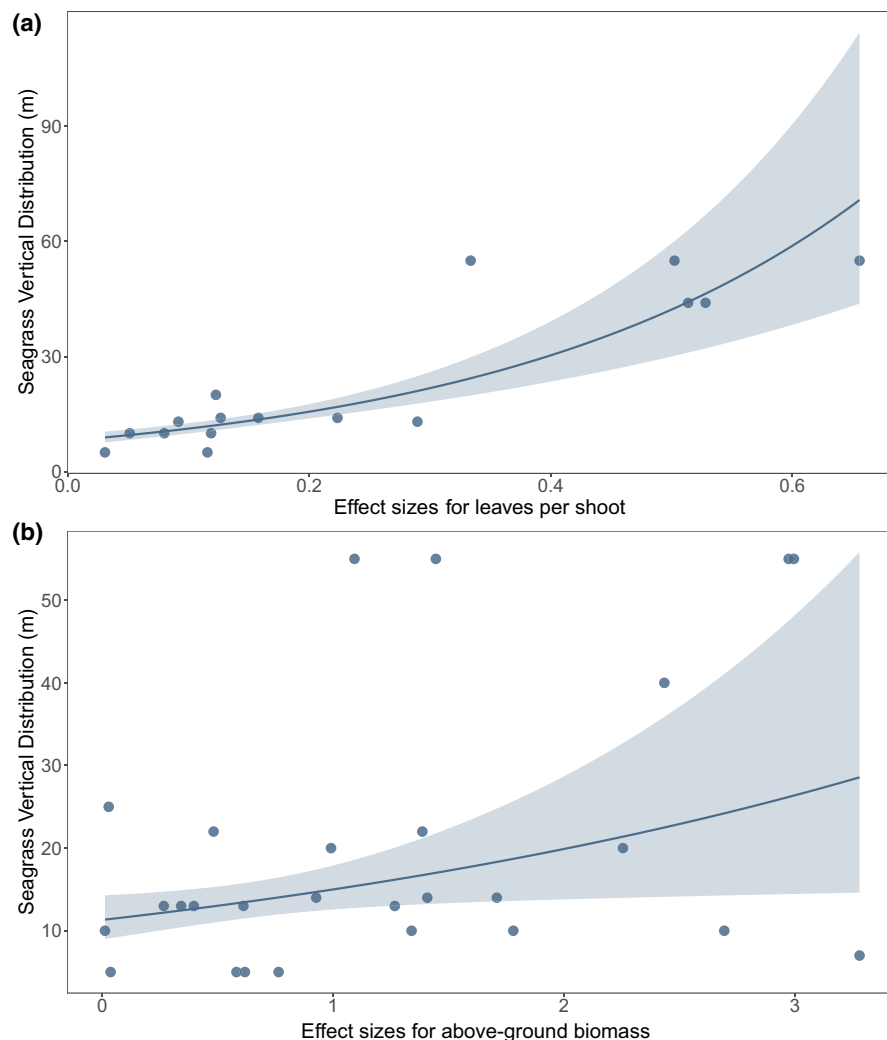 (a)
Seagrass Vertical Distribution (m)
90
60
30
0
0.0 0.2 0.4 0.6
Effect sizes for leaves per shoot
(b)
Seagrass Vertical Distribution (m)
50
40
30
20
10
0 1 2 3
Effect sizes for above-ground biomass